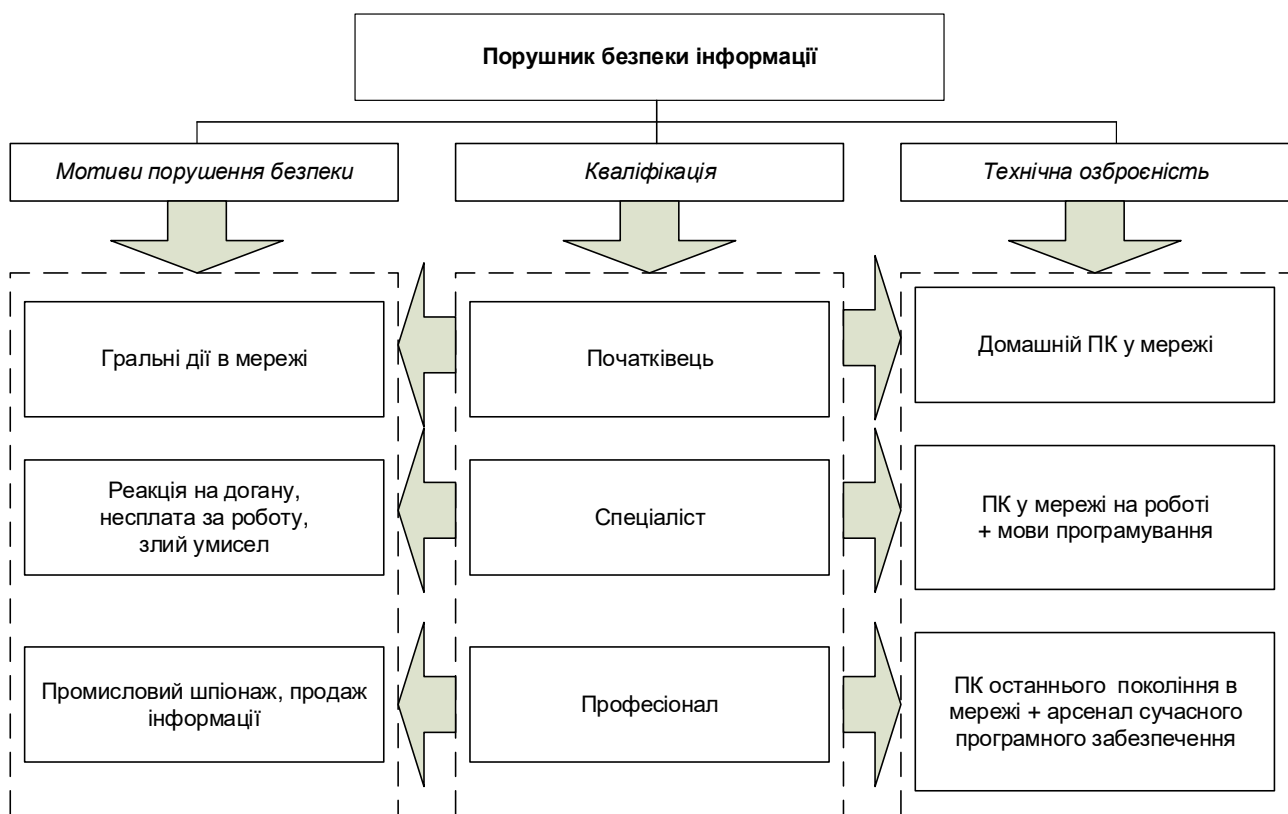 Порушник безпеки інформації
Мотиви порушення безпеки
Кваліфікація
Технічна озброєність
Гральні дії в мережі
Початківець
Домашній ПК у мережі
Реакція на догану,
несплата за роботу,
злий умисел
Спеціаліст
ПК у мережі на роботі
+ мови програмування
Промисловий шпіонаж, продаж
інформації
Професіонал
ПК останнього покоління в
мережі + арсенал сучасного
програмного забезпечення